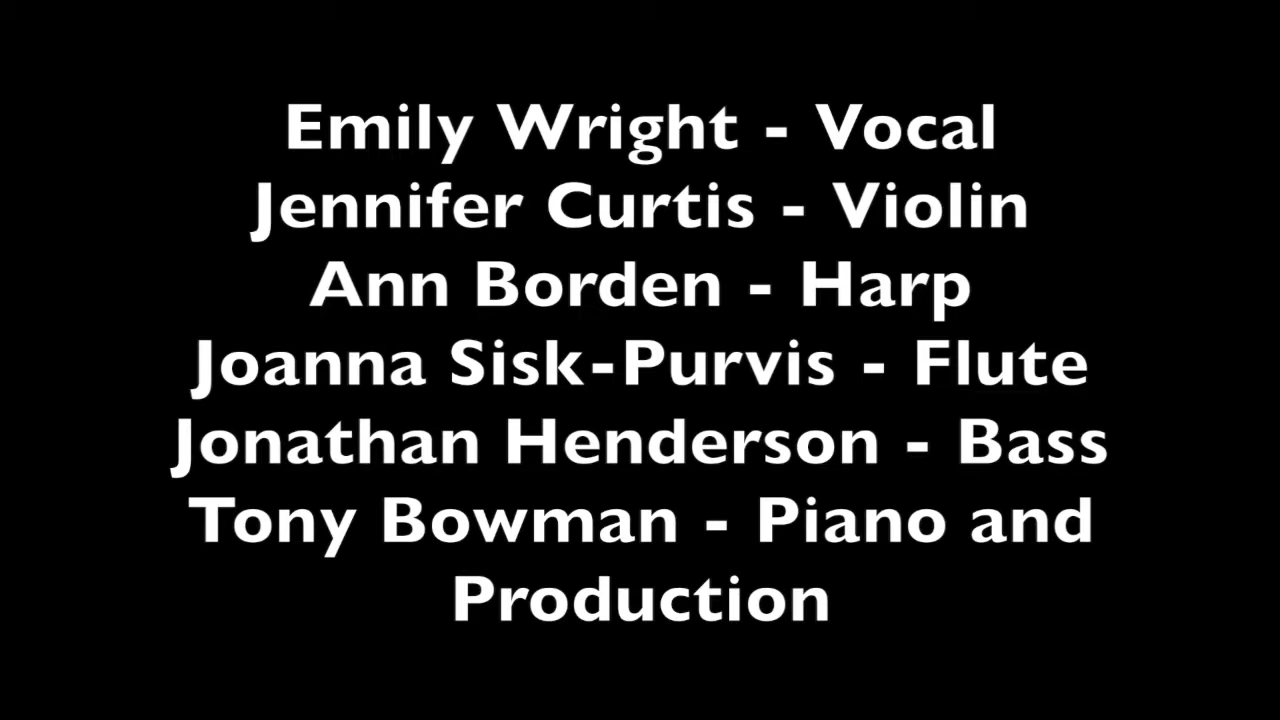 Emily Wright - Vocal
Jennifer Curtis - Violin
Ann Borden - Harp
Joanna Sisk-Purvis - Flute
Jonathan Henderson - Bass
Tony Bowman - Piano and
Production